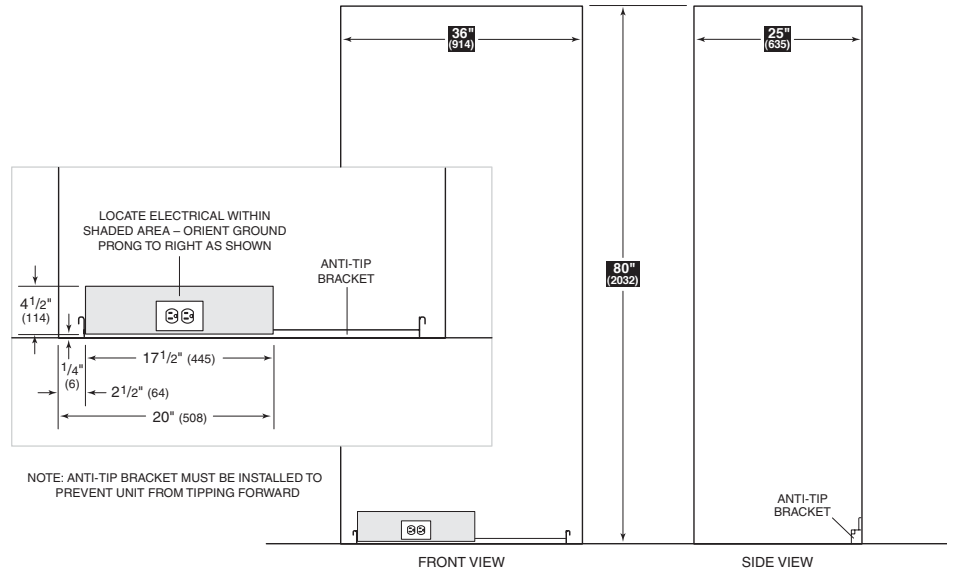 36"
(914)
25"
(635)
LOCATE ELECTRICAL WITHIN
SHADED AREA – ORIENT GROUND
PRONG TO RIGHT AS SHOWN
ANTI-TIP
BRACKET
80"
(2032)
4 1/2"
(114)
1/4"
(6)
17 1/2" (445)
2 1/2" (64)
20" (508)
NOTE: ANTI-TIP BRACKET MUST BE INSTALLED TO
PREVENT UNIT FROM TIPPING FORWARD
ANTI-TIP
BRACKET
FRONT VIEW
SIDE VIEW